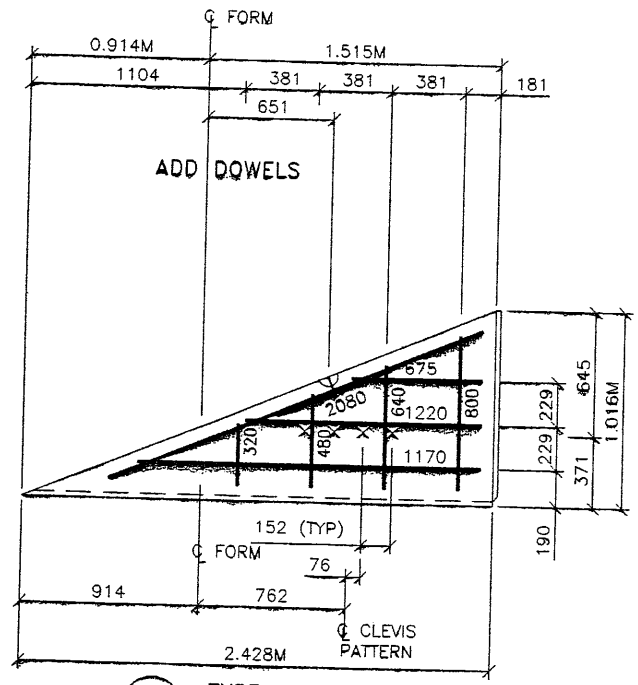 ℄ FORM
0.914M
1.515M
1104
381
381
381
181
651
ADD DOWELS
675
2080
640
800
1220
320
480
1170
229
229
645
371
1.016M
190
152 (TYP)
℄ FORM
76
914
762
℄ CLEVIS
PATTERN
2.428M